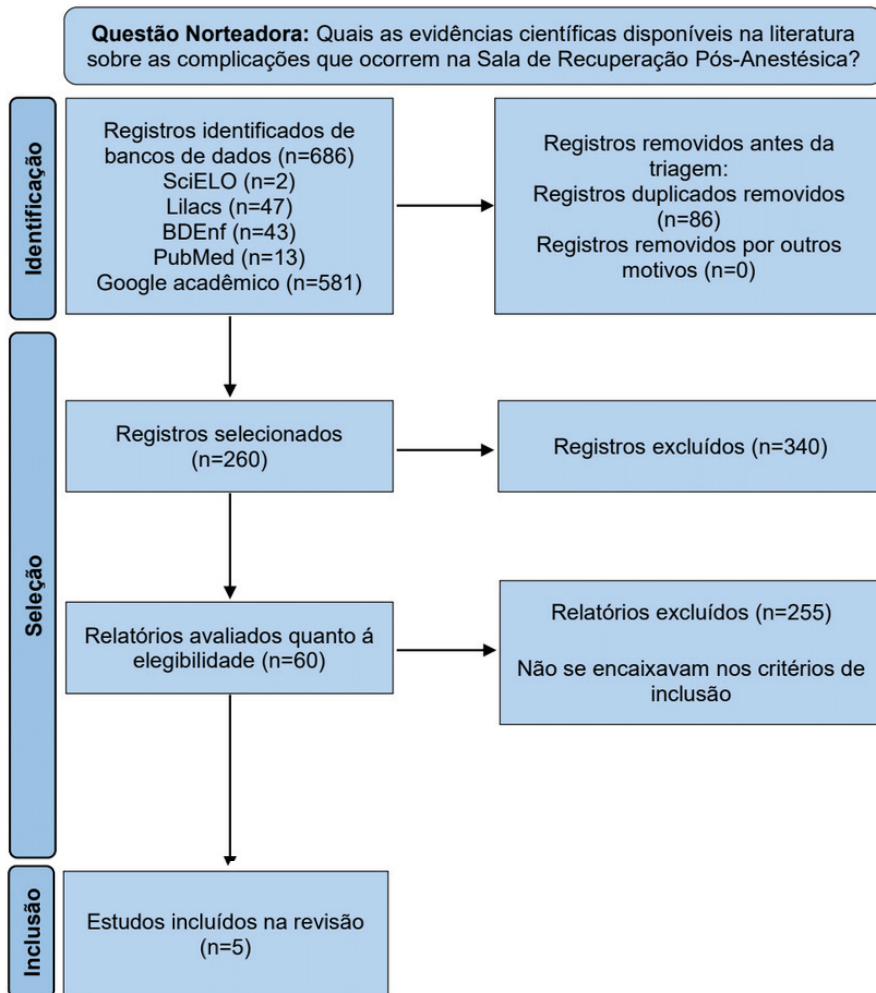 Questão Norteadora: Quais as evidências científicas disponíveis na literatura
sobre as complicações que ocorrem na Sala de Recuperação Pós-Anestésica?
Identificação
Registros identificados de
bancos de dados (n=686)
SciELO (n=2)
Lilacs (n=47)
BDEnf (n=43)
PubMed (n=13)
Google acadêmico (n=581)
Registros removidos antes da
triagem:
Registros duplicados removidos
(n=86)
Registros removidos por outros
motivos (n=0)
Seleção
Registros selecionados
(n=260)
Registros excluídos (n=340)
Relatórios avaliados quanto á
elegibilidade (n=60)
Relatórios excluídos (n=255)
Não se encaixavam nos critérios de
inclusão
Inclusão
Estudos incluídos na revisão
(n=5)